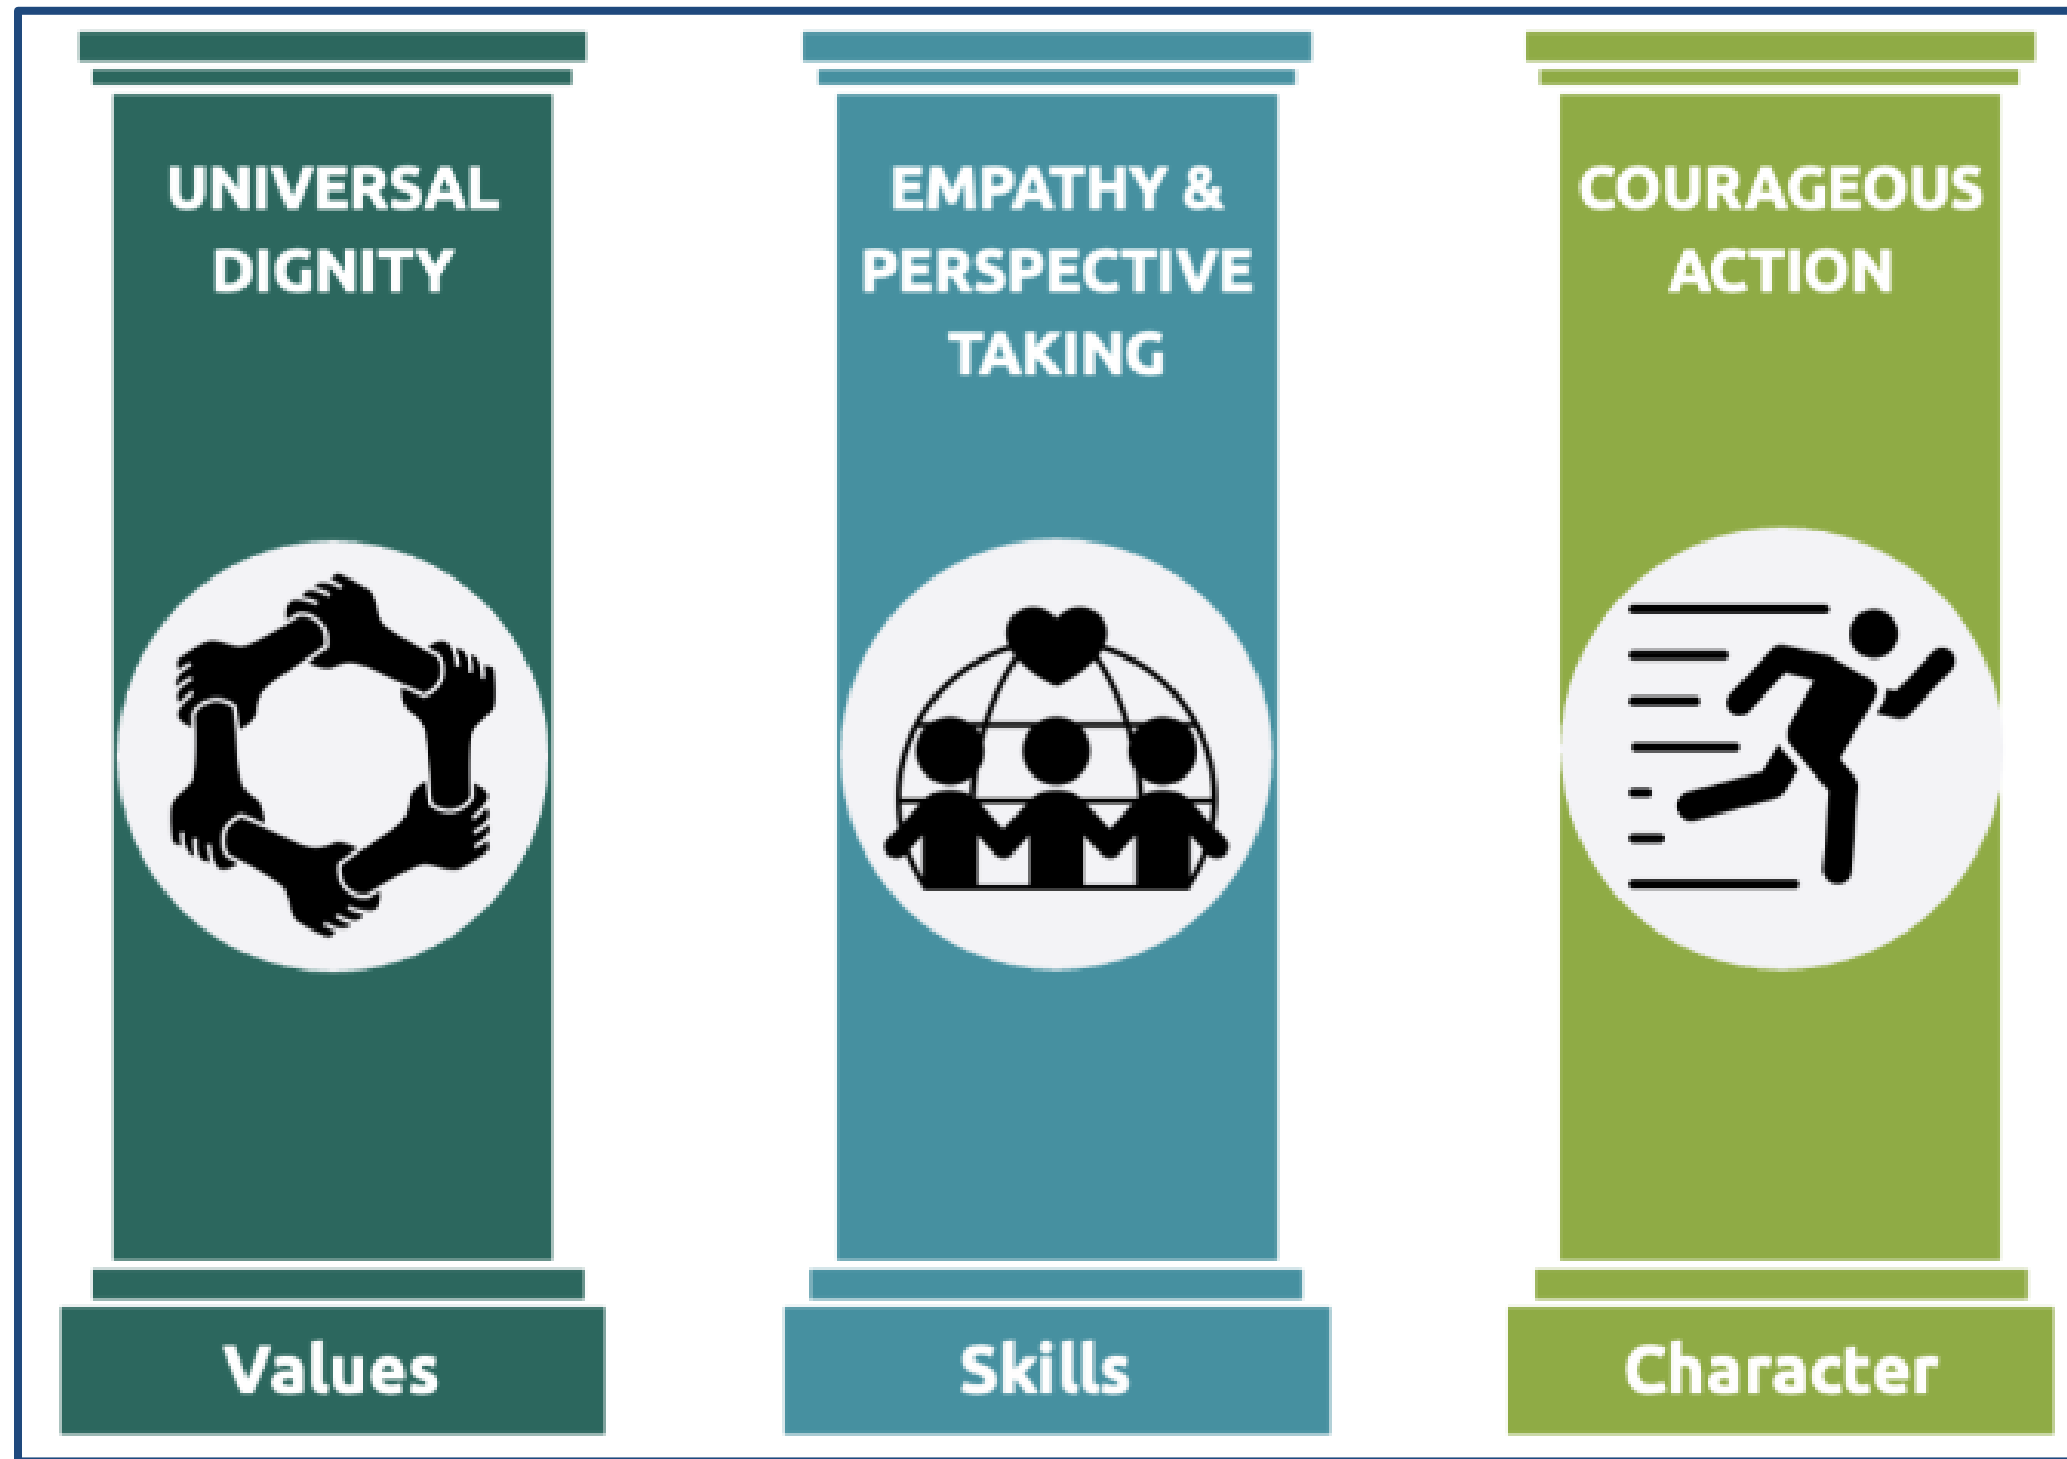 UNIVERSAL
DIGNITY
EMPATHY &
PERSPECTIVE
TAKING
COURAGEOUS
ACTION
Values
Skills
Character